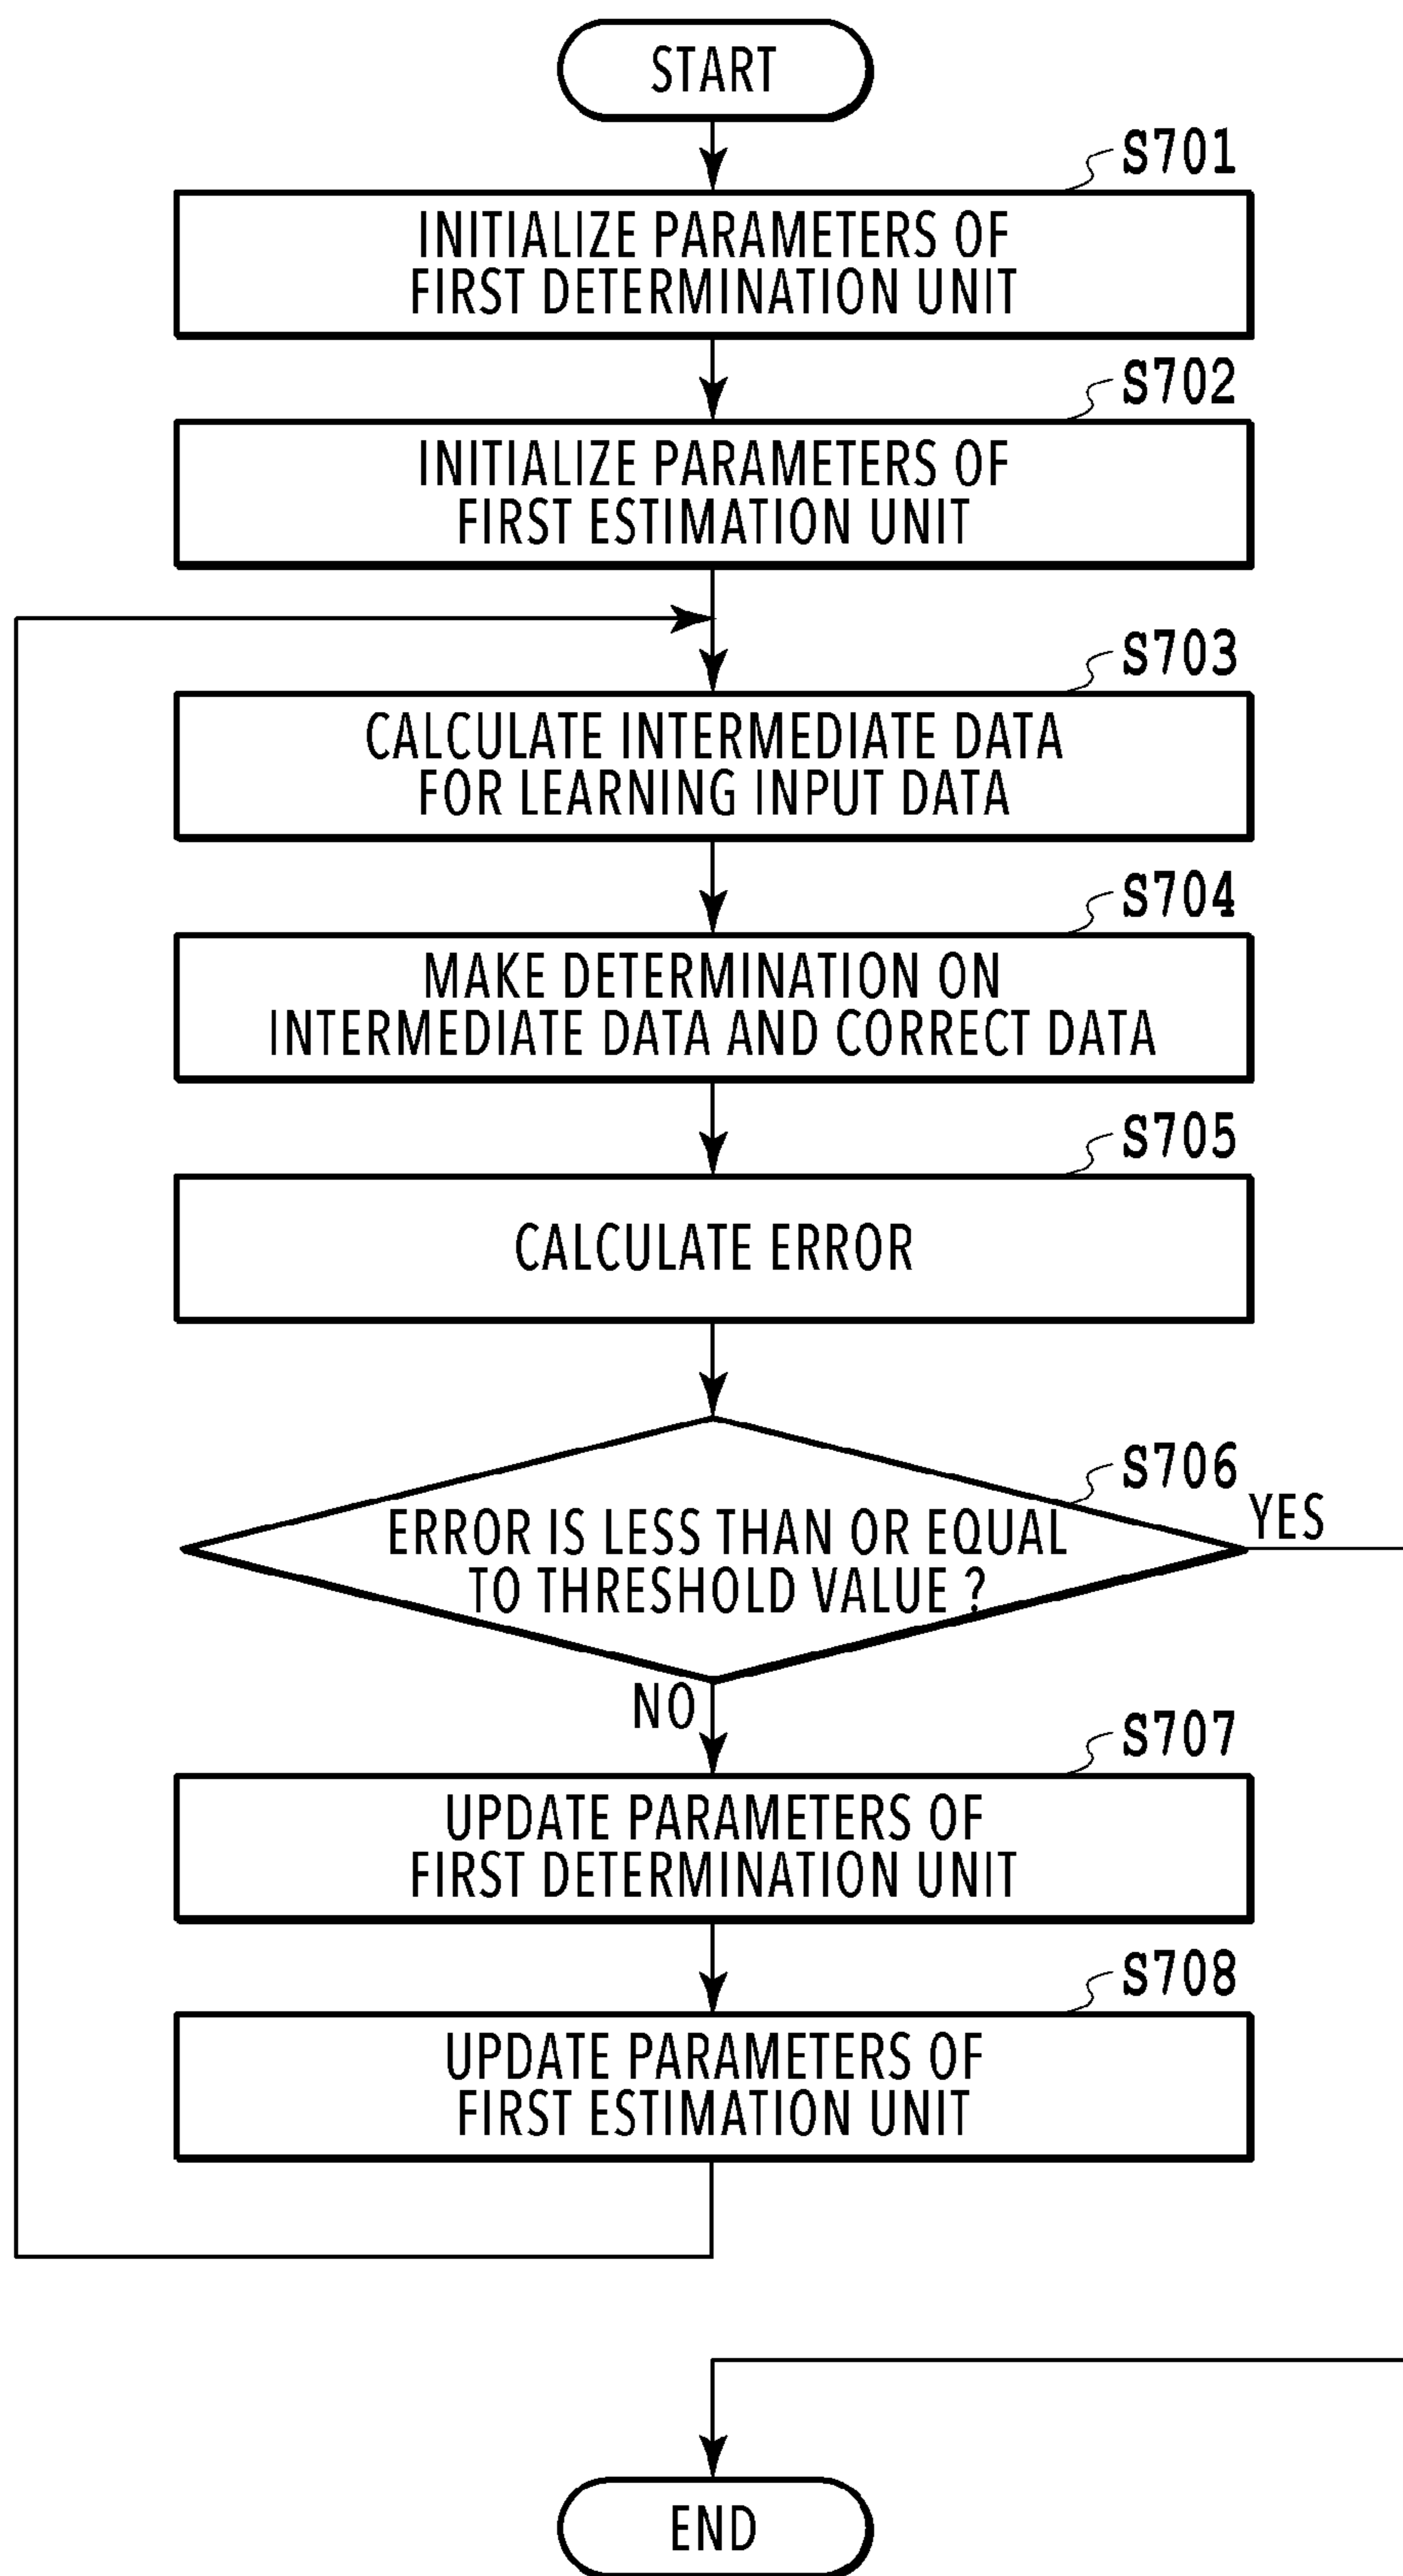 START
S701
INITIALIZE PARAMETERS OF
FIRST DETERMINATION UNIT
S702
INITIALIZE PARAMETERS OF
FIRST ESTIMATION UNIT
S703
CALCULATE INTERMEDIATE DATA
FOR LEARNING INPUT DATA
S704
MAKE DETERMINATION ON
INTERMEDIATE DATA AND CORRECT DATA
S705
CALCULATE ERROR
S706
ERROR IS LESS THAN OR EQUAL
TO THRESHOLD VALUE ?
YES
NO
S707
UPDATE PARAMETERS OF
FIRST DETERMINATION UNIT
S708
UPDATE PARAMETERS OF
FIRST ESTIMATION UNIT
END